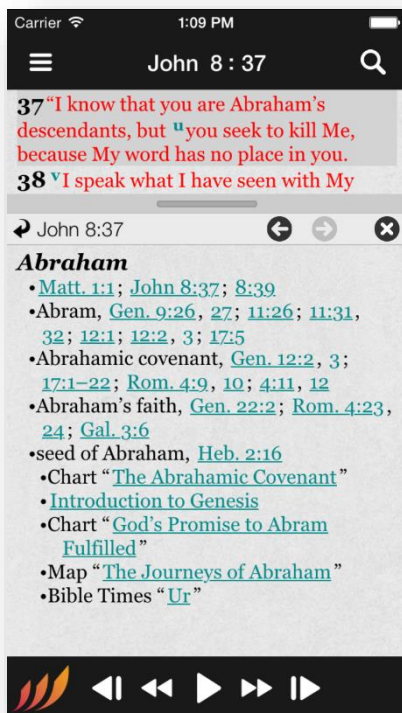 Carrier 1:09 PM
John 8 : 37
37 “I know that you are Abraham’s
descendants, but u you seek to kill Me,
because My word has no place in you.
38 v I speak what I have seen with My
John 8:37
Abraham
•Matt. 1:1; John 8:37; 8:39
•Abram, Gen. 9:26, 27; 11:26; 11:31,
32; 12:1; 12:2, 3; 17:5
•Abrahamic covenant, Gen. 12:2, 3;
17:1–22; Rom. 4:9, 10; 4:11, 12
•Abraham’s faith, Gen. 22:2; Rom. 4:23,
24; Gal. 3:6
•seed of Abraham, Heb. 2:16
•Chart “The Abrahamic Covenant”
•Introduction to Genesis
•Chart “God’s Promise to Abram
Fulfilled”
•Map “The Journeys of Abraham”
•Bible Times “Ur”